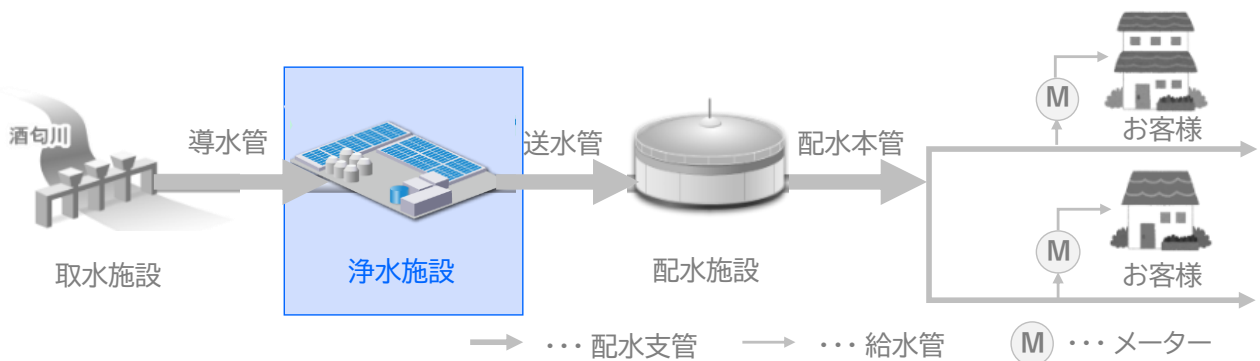 酒匂川
取水施設
導水管
浄水施設
送水管
配水施設
配水本管
M
お客様
M
お客様
・・・配水支管
・・・給水管
M ・・・メーター